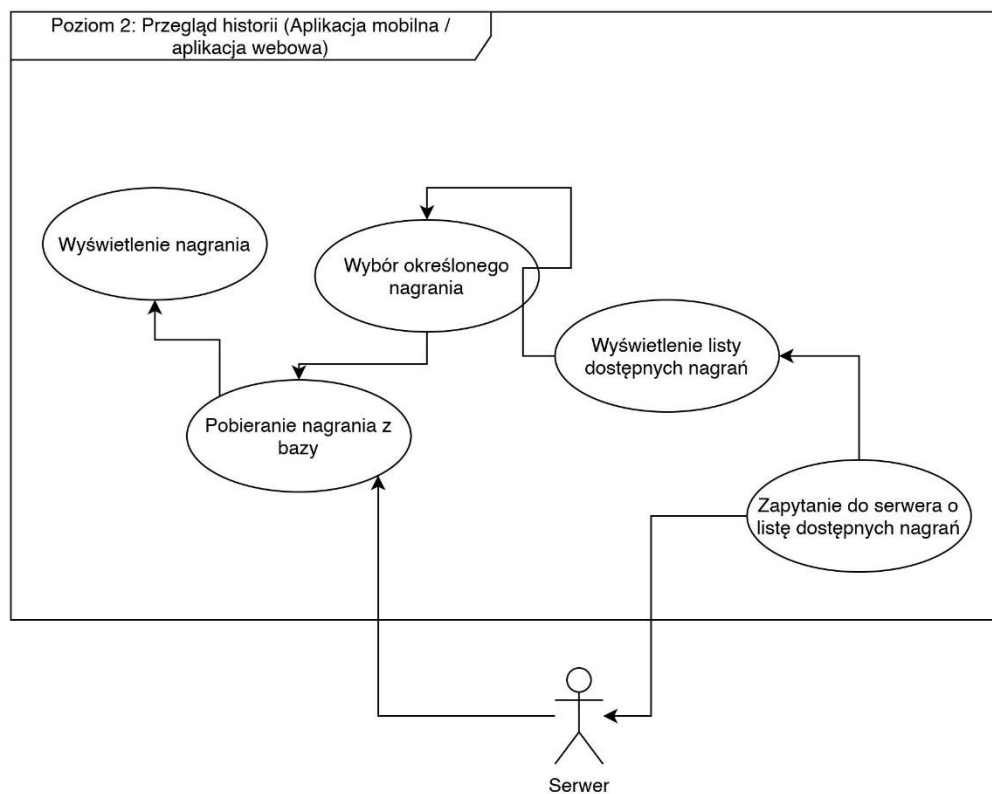 Poziom 2: Przegląd historii (Aplikacja mobilna /
aplikacja webowa)
Wyświetlenie nagrania
Wybór określonego
nagrania
Wyświetlenie listy
dostępnych nagrań
Pobieranie nagrania z
bazy
Zapytanie do serwera o
listę dostępnych nagrań
Serwer